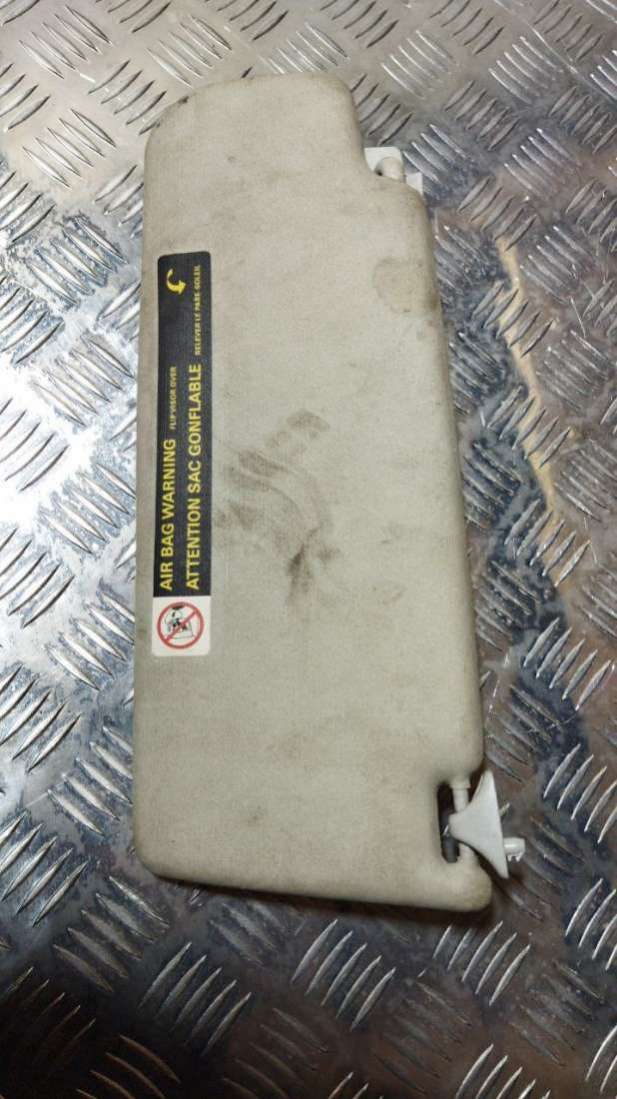 AIR BAG WARNING FLIP VISOR OVER
ATTENTION SAC GONFLABLE RELEVER LE PARE-SOLEIL